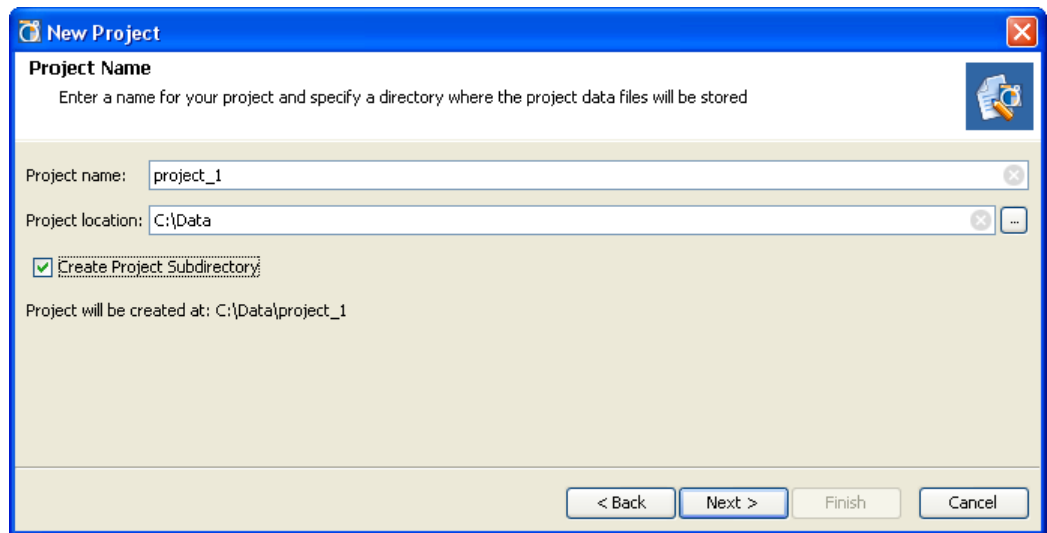 New Project
Project Name
Enter a name for your project and specify a directory where the project data files will be stored
Project name: project_1
Project location: C:\Data ...
Create Project Subdirectory
Project will be created at: C:\Data\project_1
< Back Next > Finish Cancel